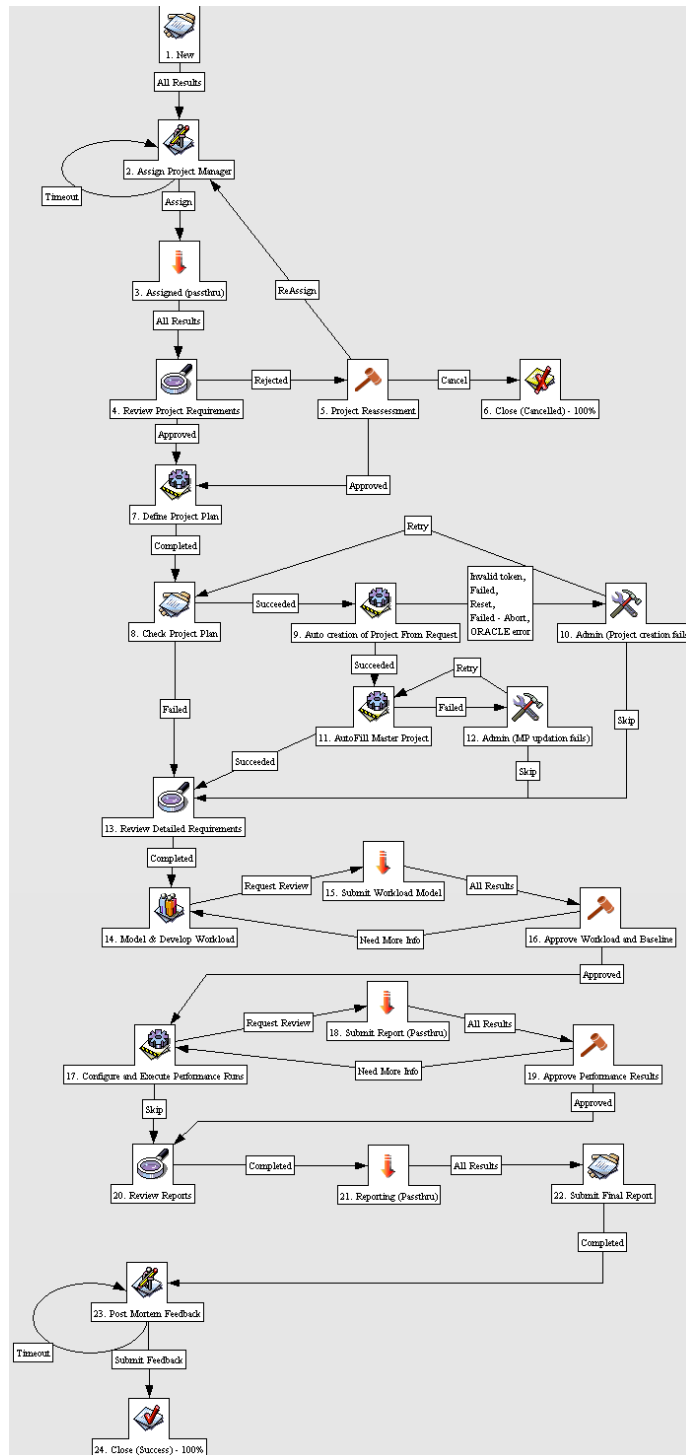 1. New
All Results
2. Assign Project Manager
Timeout
Assign
3. Assigned (passthru)
ReAssign
All Results
4. Review Project Requirements
Rejected
5. Project Reassessment
Cancel
6. Close (Cancelled) - 100%
Approved
Approved
7. Define Project Plan
Completed
Retry
8. Check Project Plan
Succeeded
9. Auto creation of Project From Request
Invalid token,
Failed,
Reset,
Failed - Abort,
ORACLE error
10. Admin (Project creation fails
Succeeded
Retry
Failed
11. AutoFill Master Project
Failed
12. Admin (MP updation fails)
Skip
Succeeded
Skip
13. Review Detailed Requirements
Completed
Request Review
15. Submit Workload Model
All Results
14. Model & Develop Workload
Need More Info
16. Approve Workload and Baseline
Approved
Request Review
18. Submit Report (Passthru)
All Results
17. Configure and Execute Performance Runs
Need More Info
19. Approve Performance Results
Skip
Approved
20. Review Reports
Completed
21. Reporting (Passthru)
All Results
22. Submit Final Report
Completed
23. Post Mortem Feedback
Timeout
Submit Feedback
24. Close (Success) - 100%